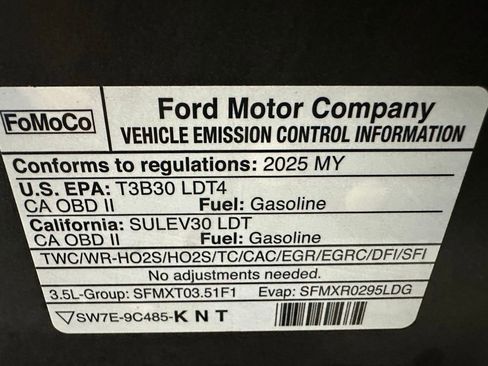 FoMoCo
Ford Motor Company
VEHICLE EMISSION CONTROL INFORMATION
Conforms to regulations: 2025 MY
U.S. EPA: T3B30 LDT4
CA OBD II Fuel: Gasoline
California: SULEV30 LDT
CA OBD II Fuel: Gasoline
TWC/WR-HO2S/HO2S/TC/CAC/EGR/EGRC/DFI/SFI
No adjustments needed.
3.5L-Group: SFMXT03.51F1 Evap: SFMXR0295LDG
SW7E-9C485-K N T